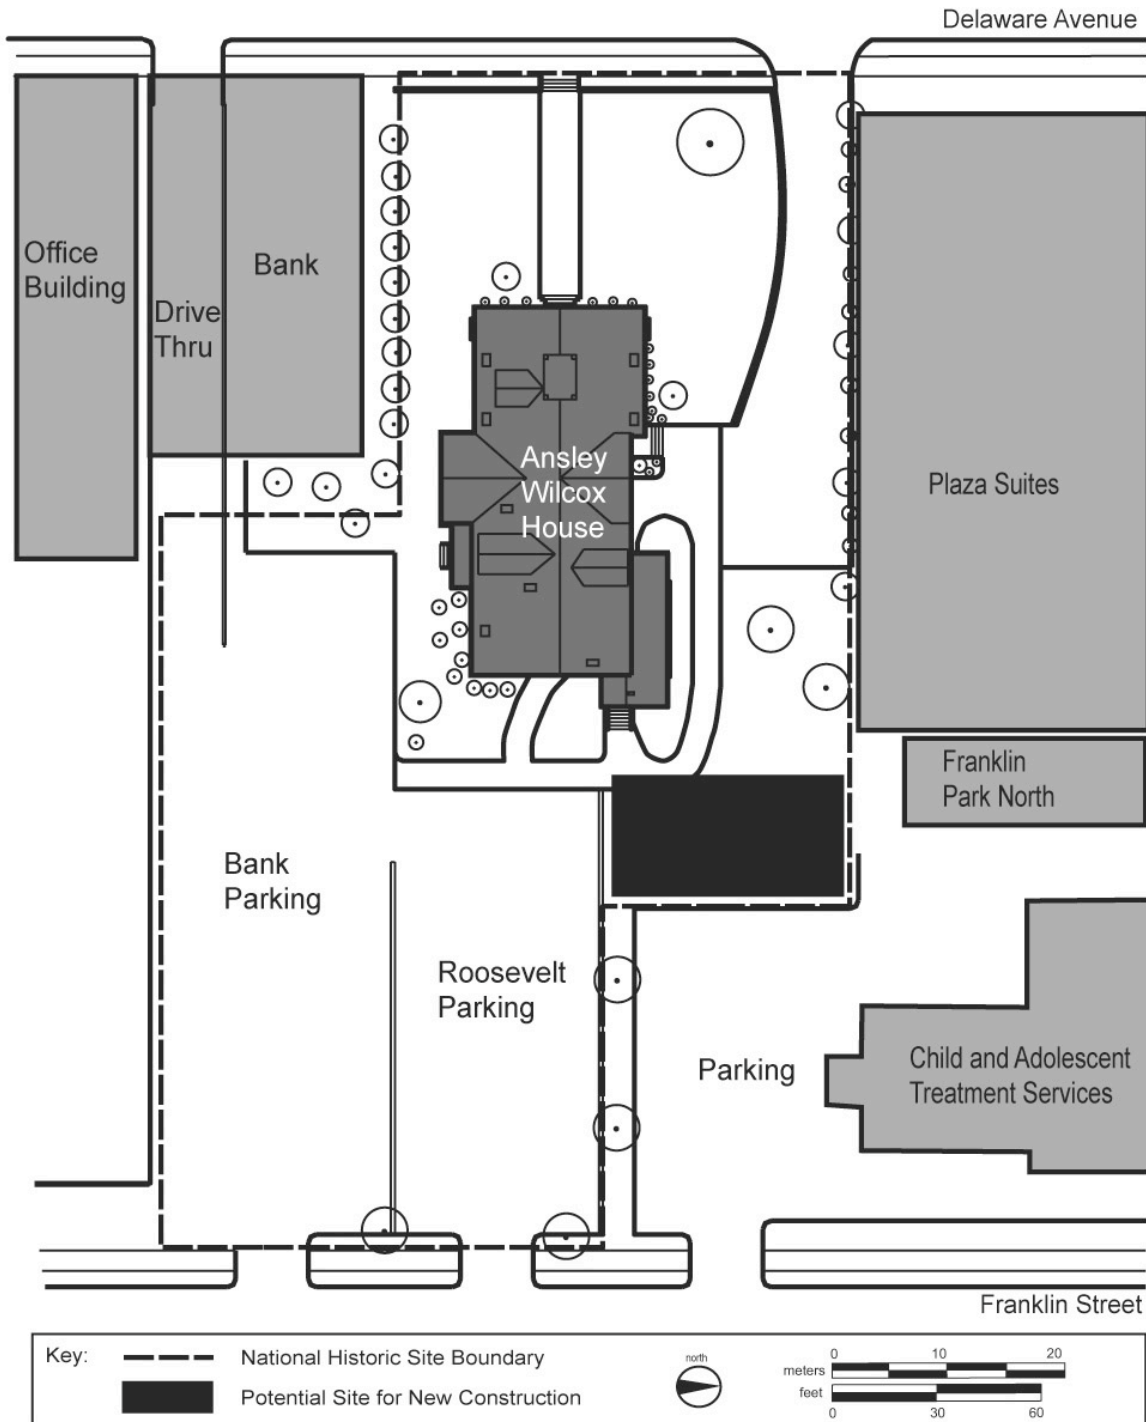 Delaware Avenue
Office
Building
Bank
Drive
Thru
Ansley
Wilcox
House
Plaza Suites
Franklin
Park North
Bank
Parking
Roosevelt
Parking
Parking
Child and Adolescent
Treatment Services
Franklin Street
Key:
National Historic Site Boundary
Potential Site for New Construction
north
0 10 20
meters
feet
0 30 60